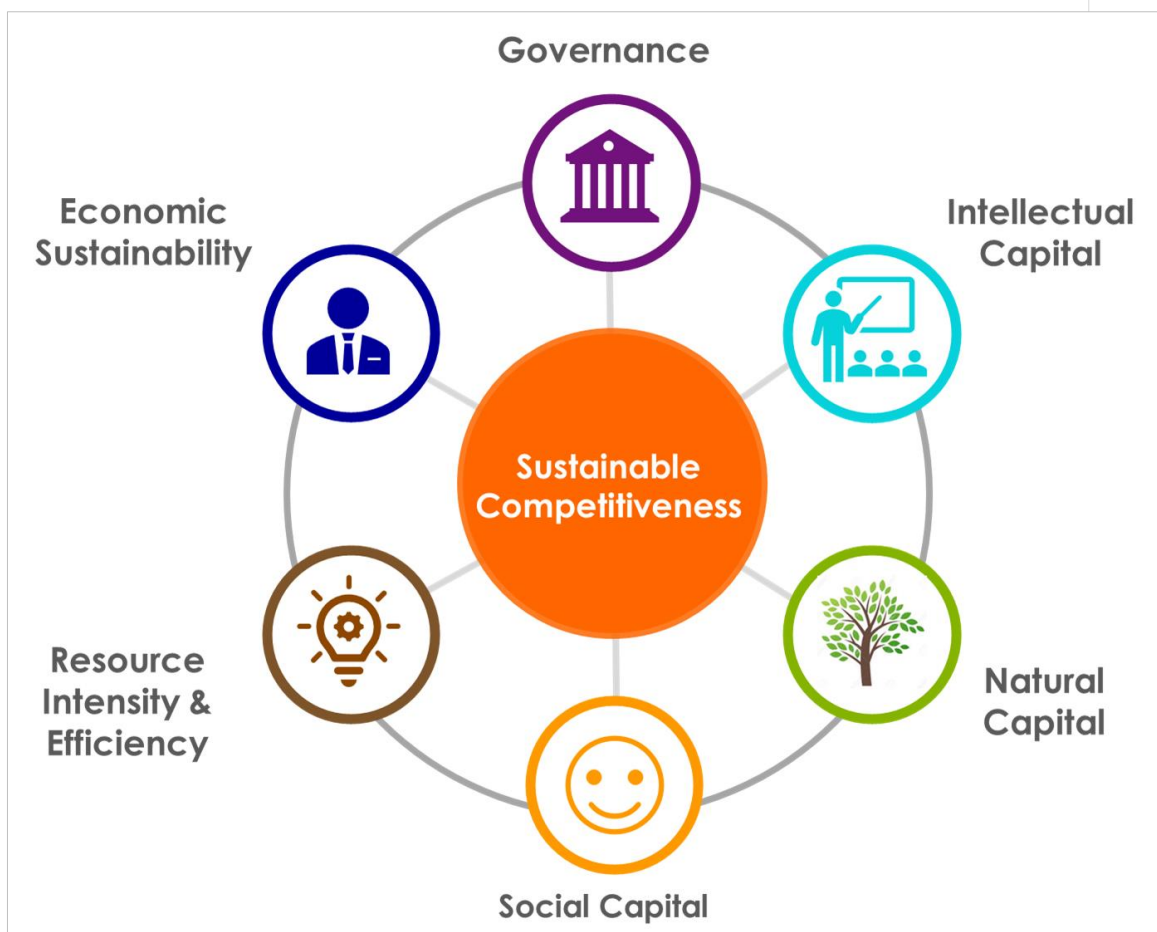 Governance
Economic
Sustainability
Intellectual
Capital
Sustainable
Competitiveness
Resource
Intensity &
Efficiency
Natural
Capital
Social Capital